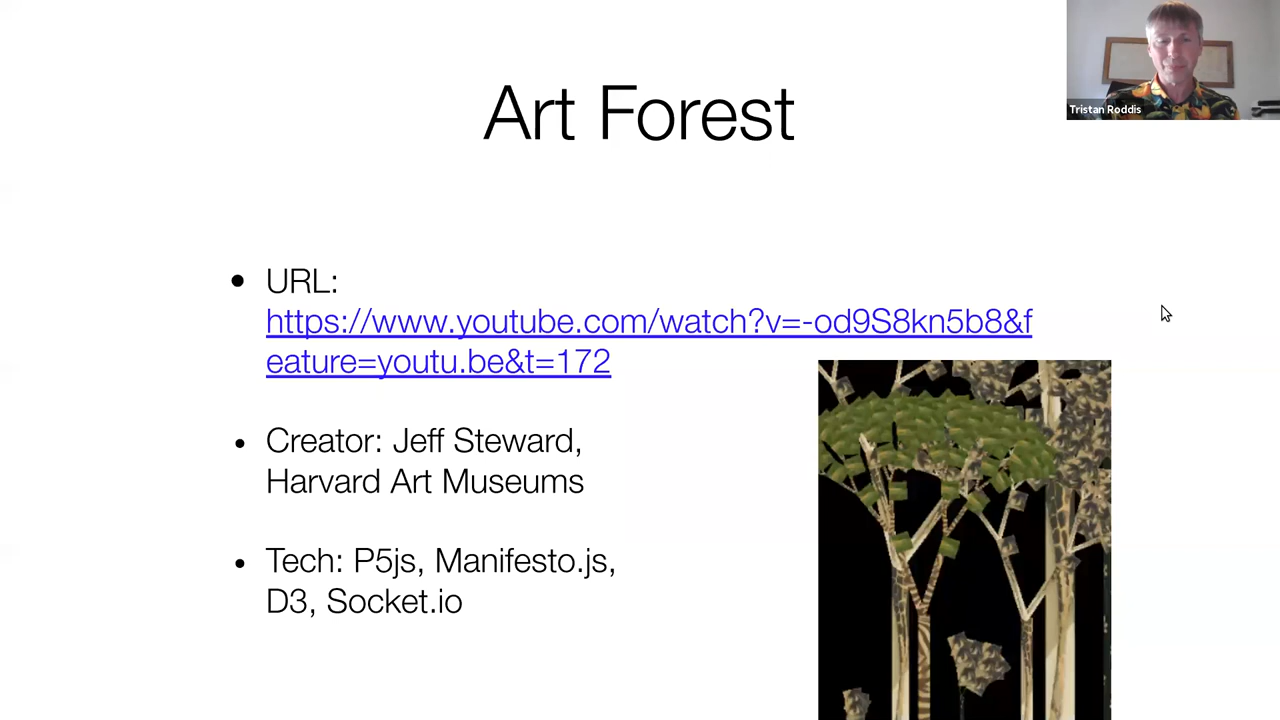 Art Forest
Tristan Roddis
• URL:
https://www.youtube.com/watch?v=-od9S8kn5b8&f
eature=youtu.be&t=172
• Creator: Jeff Steward,
Harvard Art Museums
• Tech: P5js, Manifesto.js,
D3, Socket.io